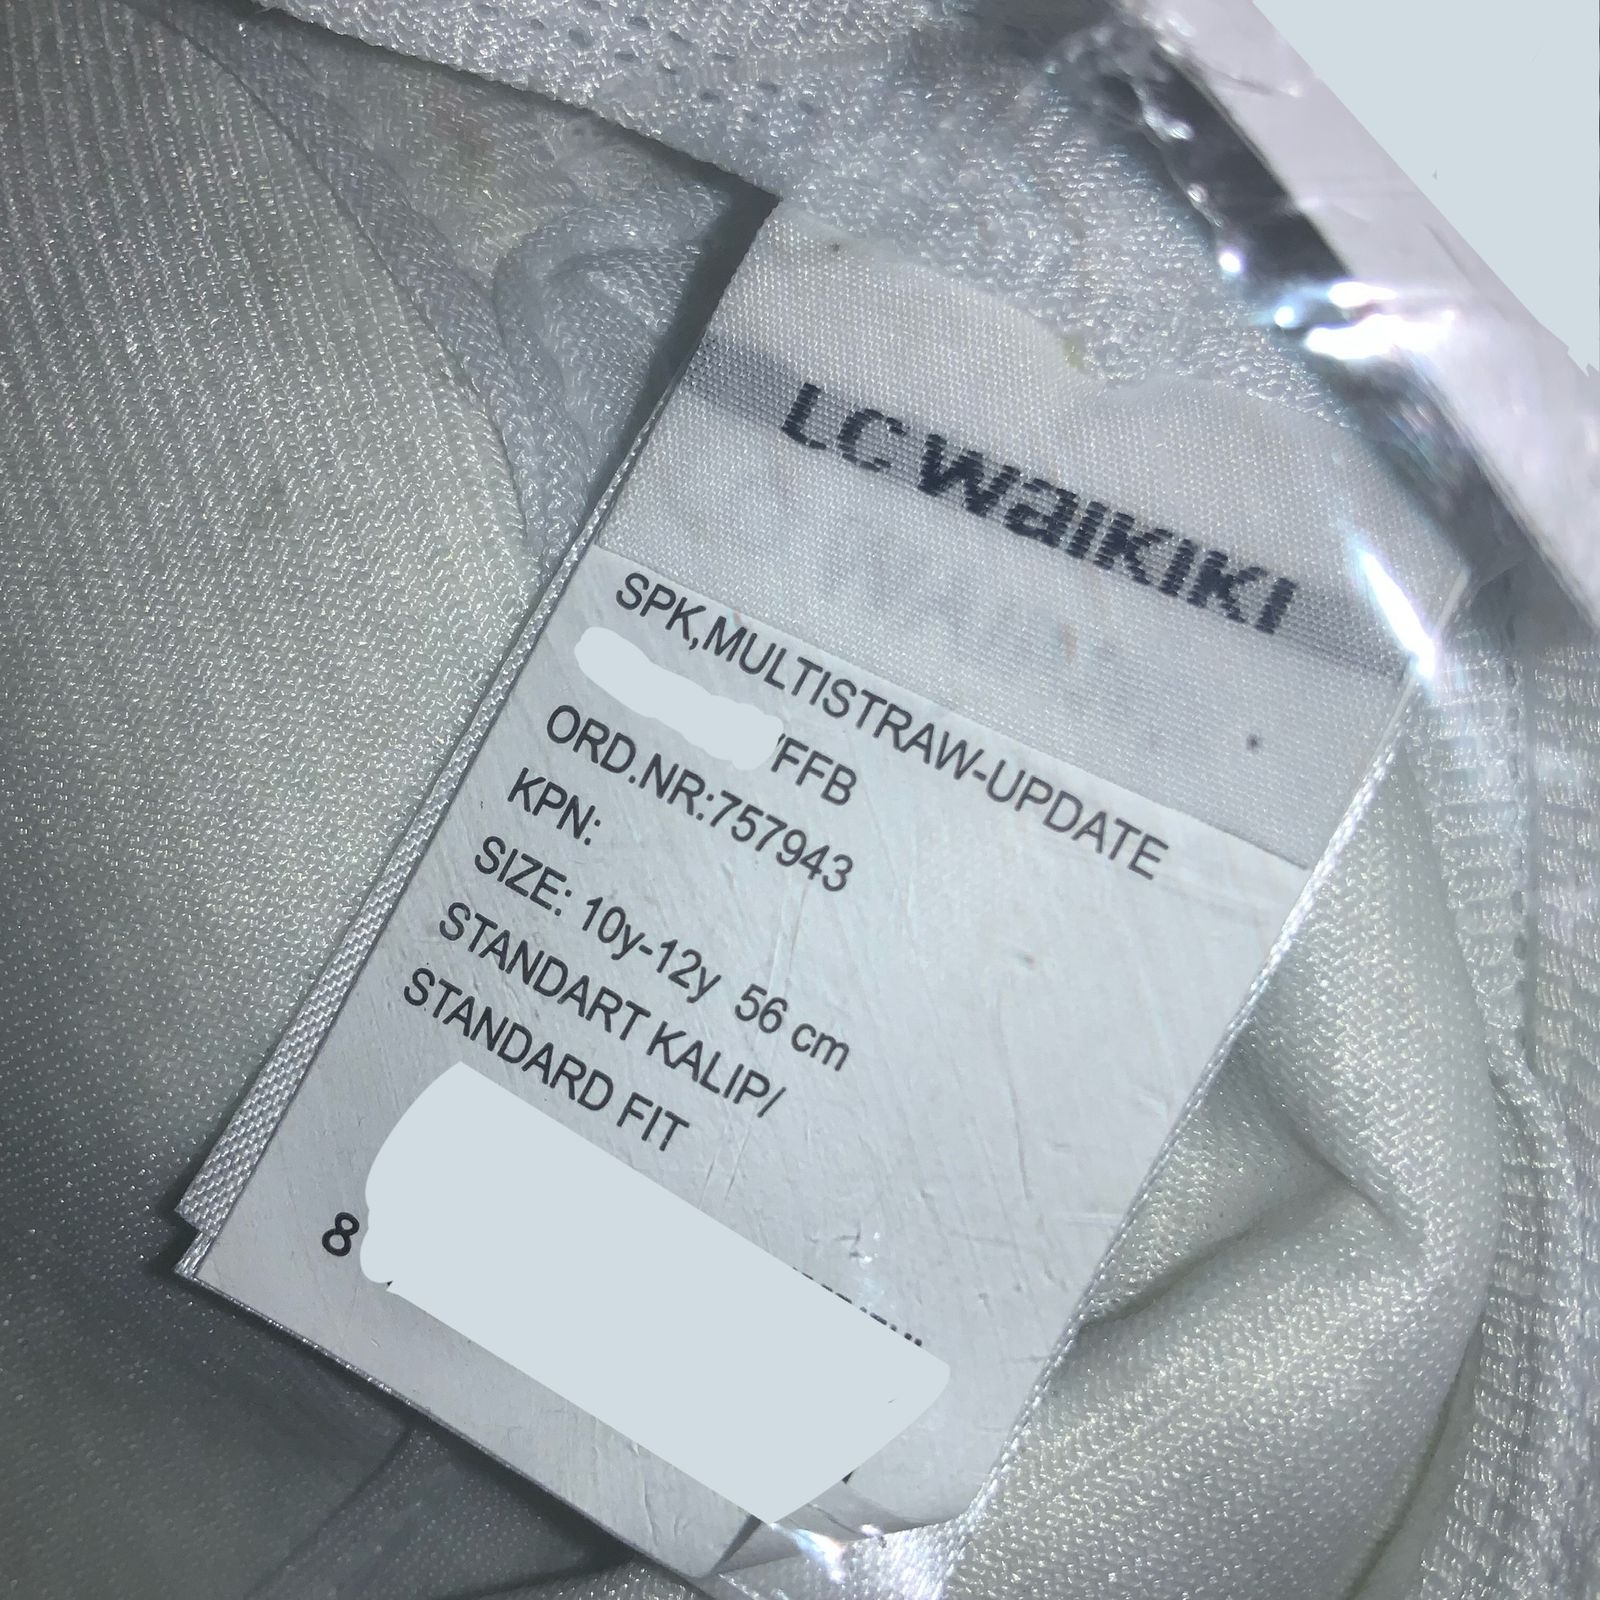 LC WAIKIKI
SPK,MULTISTRAW-UPDATE
FFB
ORD.NR:757943
KPN:
SIZE: 10y-12y 56 cm
STANDART KALIP/
STANDARD FIT
8